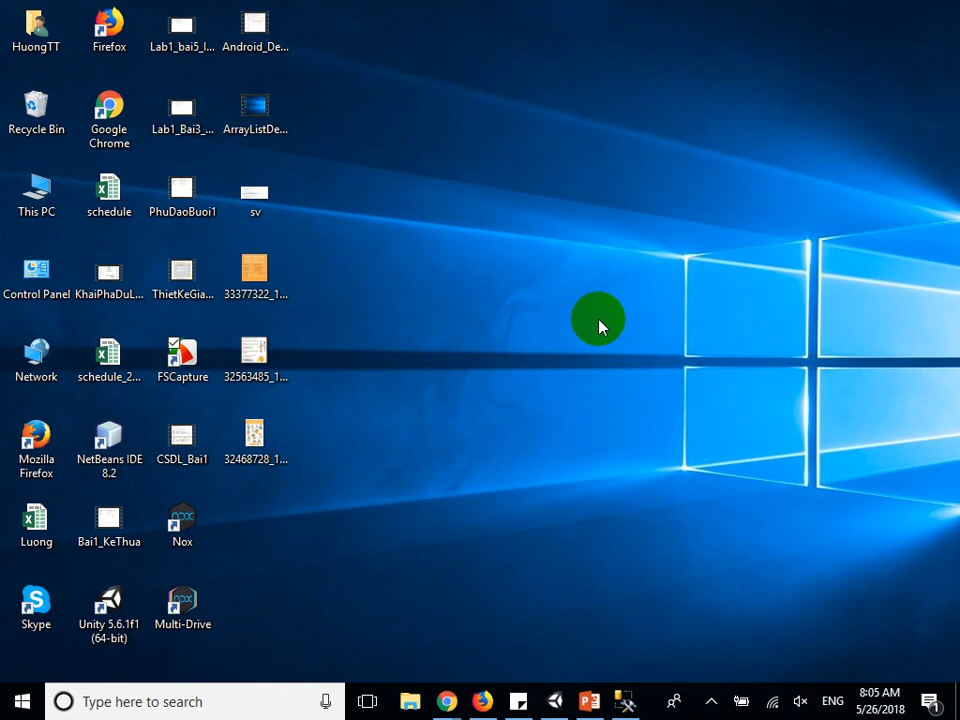 HuongTT
Firefox
Lab1_bai5_l...
Android_De...
Recycle Bin
Google
Chrome
Lab1_Bai3_...
ArrayListDe...
This PC
schedule
PhuDaoBuoi1
sv
Control Panel
KhaiPhaDuL...
ThietKeGia...
33377322_1...
Network
schedule_2...
FSCapture
32563485_1...
Mozilla
Firefox
NetBeans IDE
8.2
CSDL_Bai1
32468728_1...
Luong
Bai1_KeThua
Nox
Skype
Unity 5.6.1f1
(64-bit)
Multi-Drive
Type here to search
ENG
8:05 AM
5/26/2018
1